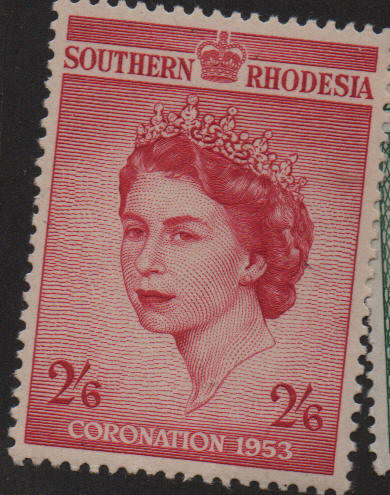 SOUTHERN RHODESIA
2/6 2/6
CORONATION 1953